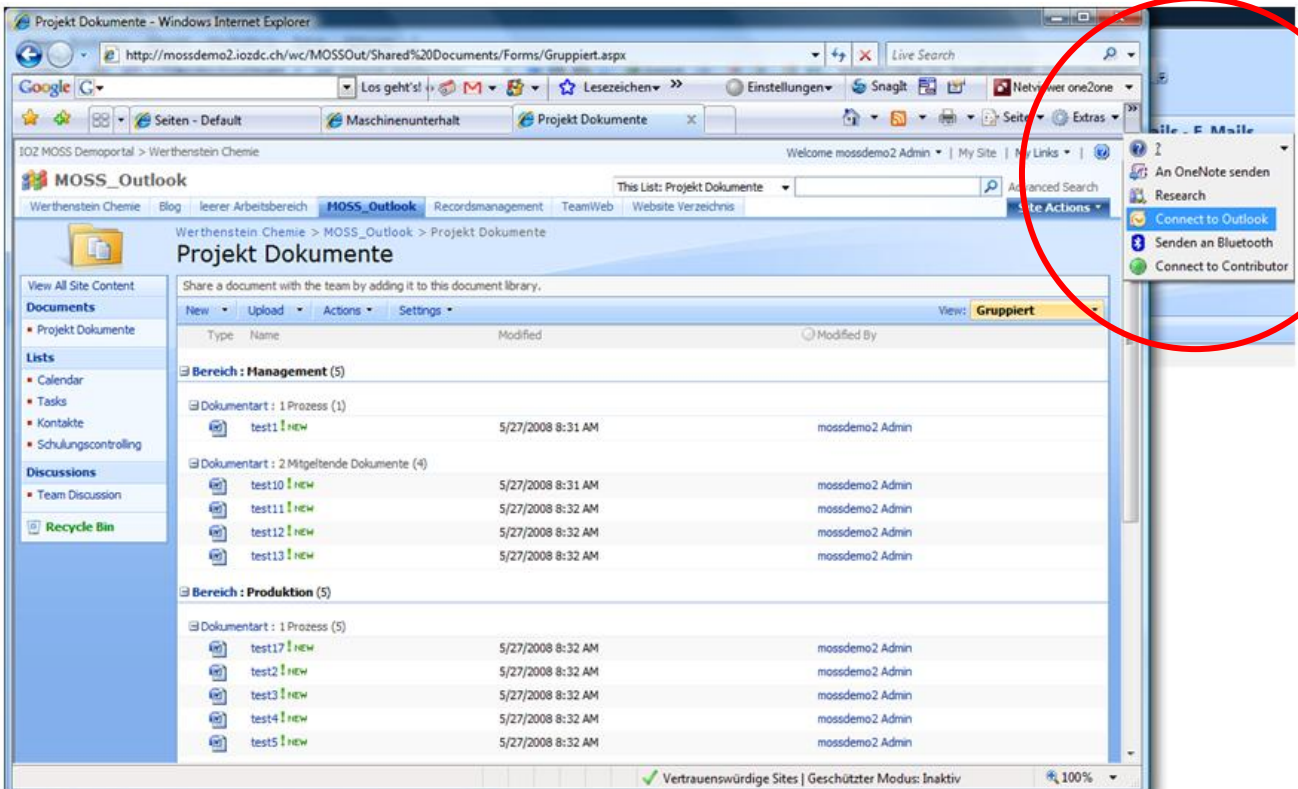 Projekt Dokumente - Windows Internet Explorer
http://mossdemo2.iozdc.ch/wc/MOSSOut/Shared%20Documents/Forms/Gruppiert.aspx
Live Search
Google
Los geht's!
Lesezeichen
Einstellungen
SnagIt
Netviewer one2one
Seiten - Default
Maschinenunterhalt
Projekt Dokumente
Seite
Extras
ails - E-Mails
?
An OneNote senden
Research
Connect to Outlook
Senden an Bluetooth
Connect to Contributor
IOZ MOSS Demoportal > Werthenstein Chemie
Welcome mossdemo2 Admin | My Site | My Links |
MOSS_Outlook
This List: Projekt Dokumente
Advanced Search
Werthenstein Chemie Blog leerer Arbeitsbereich MOSS_Outlook Recordsmanagement TeamWeb Website Verzeichnis Site Actions
Werthenstein Chemie > MOSS_Outlook > Projekt Dokumente
Projekt Dokumente
View All Site Content
Documents
Projekt Dokumente
Lists
Calendar
Tasks
Kontakte
Schulungscontrolling
Discussions
Team Discussion
Recycle Bin
Share a document with the team by adding it to this document library.
New Upload Actions Settings View: Gruppiert
Type Name Modified Modified By
Bereich : Management (5)
Dokumentart : 1 Prozess (1)
test1 ! NEW 5/27/2008 8:31 AM mossdemo2 Admin
Dokumentart : 2 Mitgeltende Dokumente (4)
test10 ! NEW 5/27/2008 8:31 AM mossdemo2 Admin
test11 ! NEW 5/27/2008 8:32 AM mossdemo2 Admin
test12 ! NEW 5/27/2008 8:32 AM mossdemo2 Admin
test13 ! NEW 5/27/2008 8:32 AM mossdemo2 Admin
Bereich : Produktion (5)
Dokumentart : 1 Prozess (5)
test17 ! NEW 5/27/2008 8:32 AM mossdemo2 Admin
test2 ! NEW 5/27/2008 8:32 AM mossdemo2 Admin
test3 ! NEW 5/27/2008 8:32 AM mossdemo2 Admin
test4 ! NEW 5/27/2008 8:32 AM mossdemo2 Admin
test5 ! NEW 5/27/2008 8:32 AM mossdemo2 Admin
Vertrauenswürdige Sites | Geschützter Modus: Inaktiv
100%